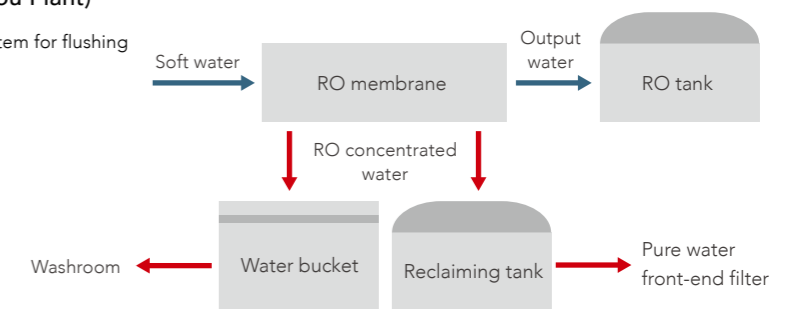 Plant)
for flushing
Soft water
RO membrane
Output
water
RO tank
RO concentrated
water
Washroom
Water bucket
Reclaiming tank
Pure water
front-end filter